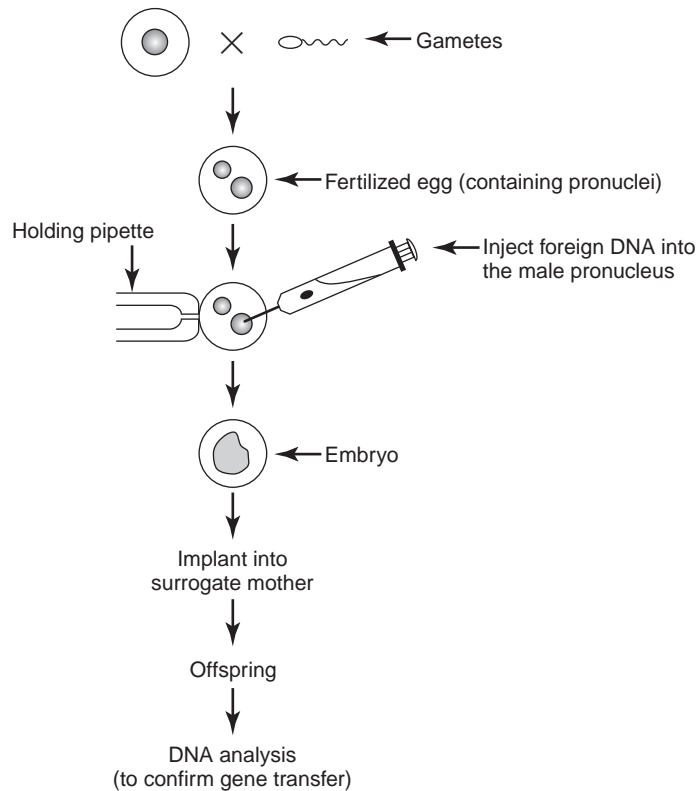 Gametes
Fertilized egg (containing pronuclei)
Holding pipette
Inject foreign DNA into
the male pronucleus
Embryo
Implant into
surrogate mother
Offspring
DNA analysis
(to confirm gene transfer)